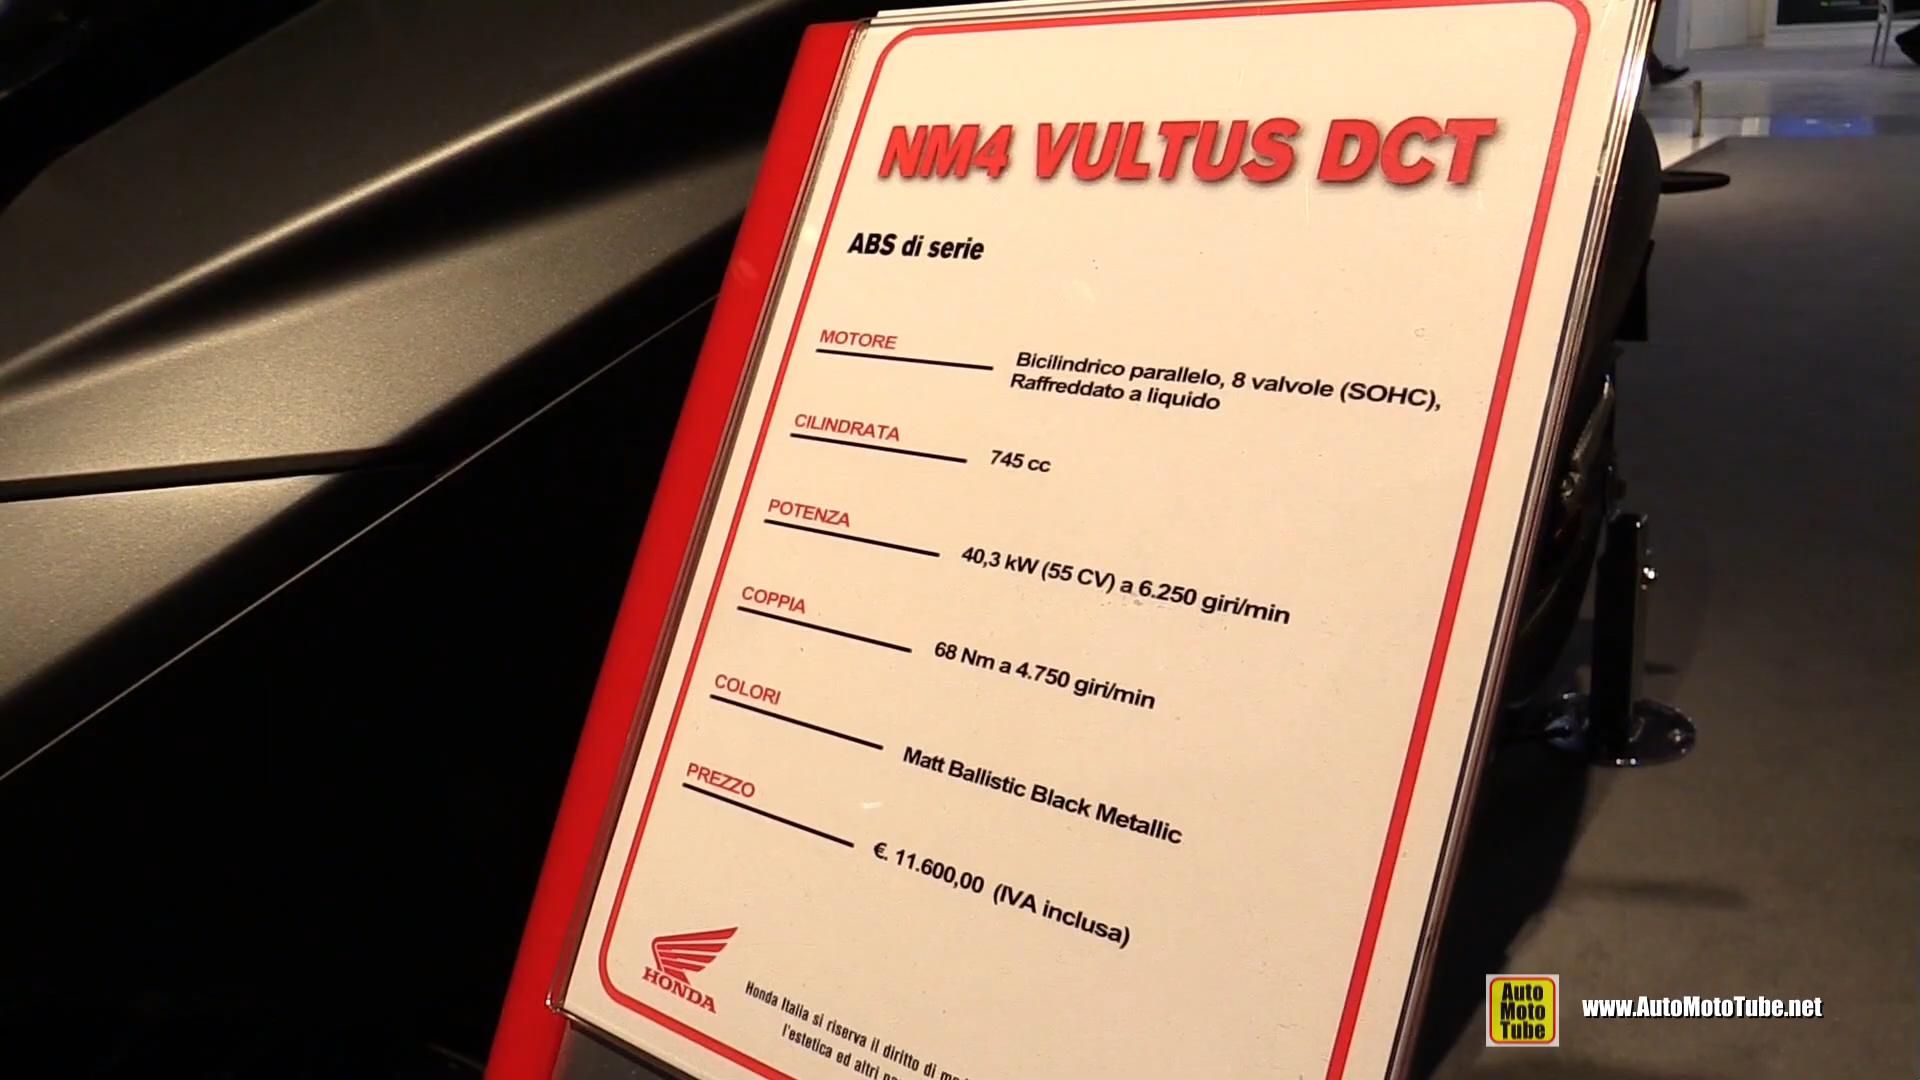 NM4 VULTUS DCT
ABS di serie
MOTORE
Bicilindrico parallelo, 8 valvole (SOHC),
Raffreddato a liquido
CILINDRATA
745 cc
POTENZA
40,3 kW (55 CV) a 6.250 giri/min
COPPIA
68 Nm a 4.750 giri/min
COLORI
Matt Ballistic Black Metallic
PREZZO
€. 11.600,00 (IVA inclusa)
HONDA
Honda Italia si riserva il diritto di
l'estetica ed altri
Auto
Moto
Tube
www.AutoMotoTube.net